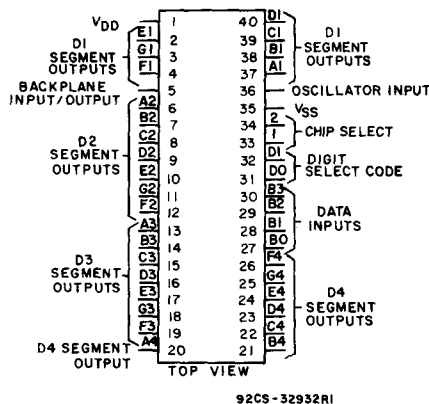 VDD 1 40 D1
E1 2 39 C1
G1 3 38 B1
F1 4 37 A1
D1 SEGMENT OUTPUTS
D1 SEGMENT OUTPUTS
BACKPLANE INPUT/OUTPUT 5 36 OSCILLATOR INPUT
A2 6 35 VSS
B2 7 34 2
C2 8 33 1
CHIP SELECT
D2 9 32 D1
E2 10 31 D0
DIGIT SELECT CODE
G2 11 30 B3
F2 12 29 B2
D2 SEGMENT OUTPUTS
A3 13 28 B1
B3 14 27 B0
DATA INPUTS
C3 15 26 F4
D3 16 25 G4
E3 17 24 E4
G3 18 23 D4
F3 19 22 C4
D3 SEGMENT OUTPUTS
A4 20 21 B4
D4 SEGMENT OUTPUTS
D4 SEGMENT OUTPUT
TOP VIEW
92CS-32932R1